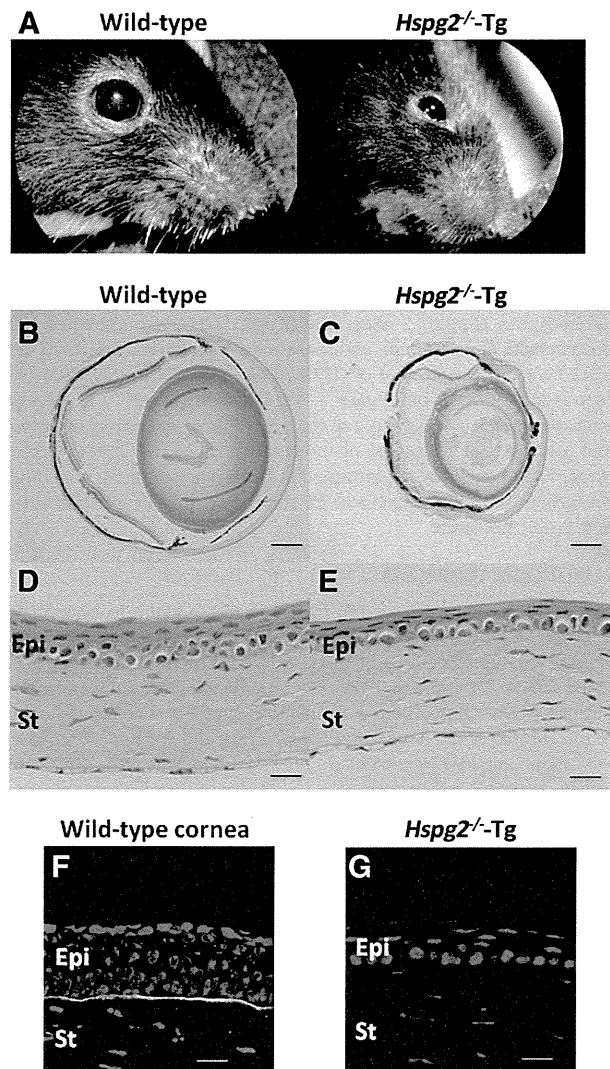 A Wild-type Hspg2-/--Tg
Wild-type Hspg2-/--Tg
B C
D E
Epi Epi
St St
Wild-type cornea Hspg2-/--Tg
F G
Epi Epi
St St